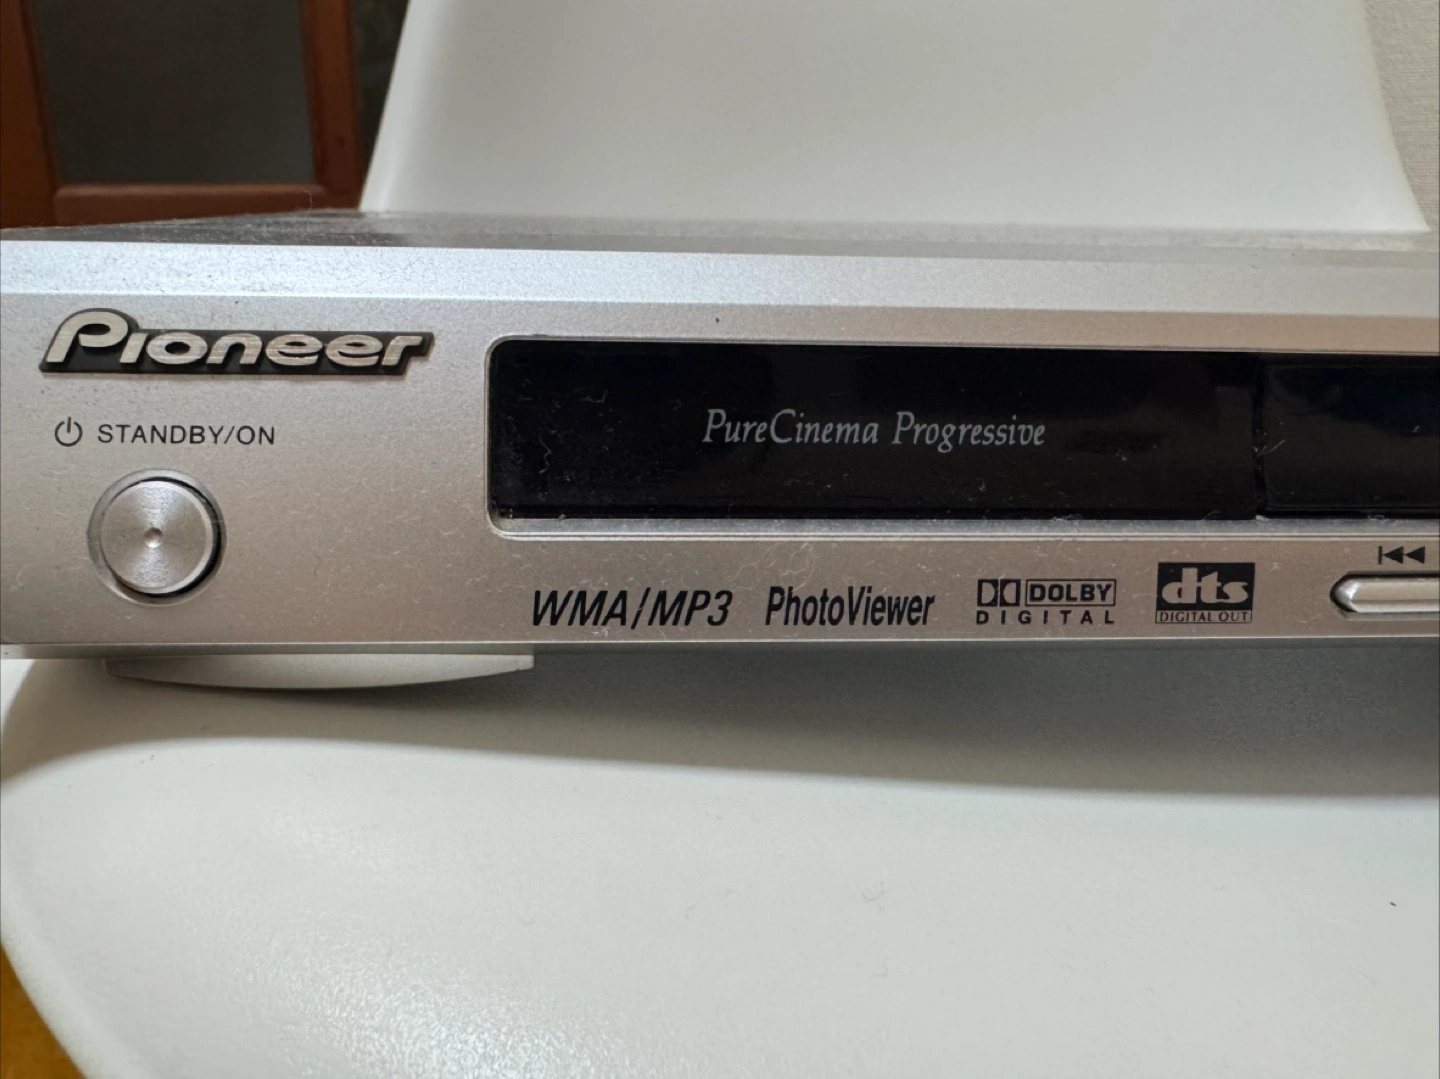 Pioneer
STANDBY/ON
PureCinema Progressive
WMA/MP3 PhotoViewer DOLBY DIGITAL dts DIGITAL OUT